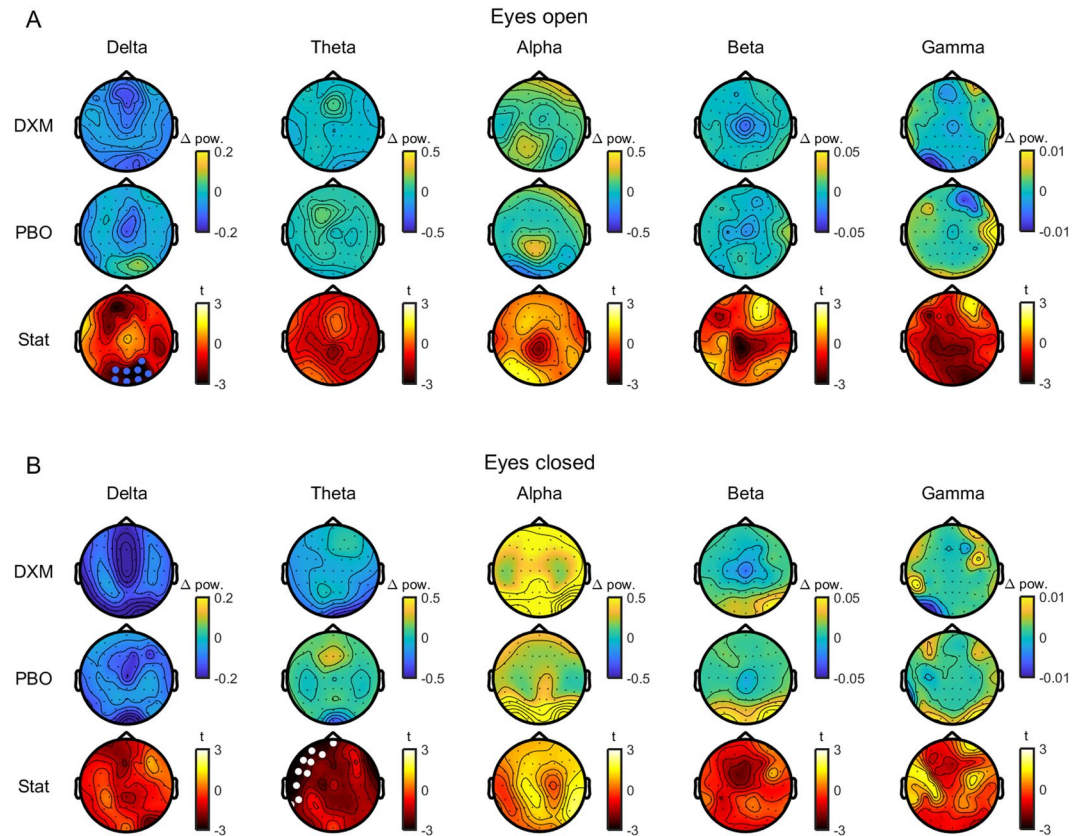 A
Eyes open
Delta Theta Alpha Beta Gamma
DXM
Δ pow. Δ pow. Δ pow. Δ pow. Δ pow.
0.2 0.5 0.5 0.05 0.01
PBO 0 0 0 0 0
-0.2 -0.5 -0.5 -0.05 -0.01
t t t t t
3 3 3 3 3
Stat 0 0 0 0 0
-3 -3 -3 -3 -3
B
Eyes closed
Delta Theta Alpha Beta Gamma
DXM
Δ pow. Δ pow. Δ pow. Δ pow. Δ pow.
0.2 0.5 0.5 0.05 0.01
0 0 0 0 0
PBO -0.2 -0.5 -0.5 -0.05 -0.01
t t t t t
3 3 3 3 3
Stat 0 0 0 0 0
-3 -3 -3 -3 -3